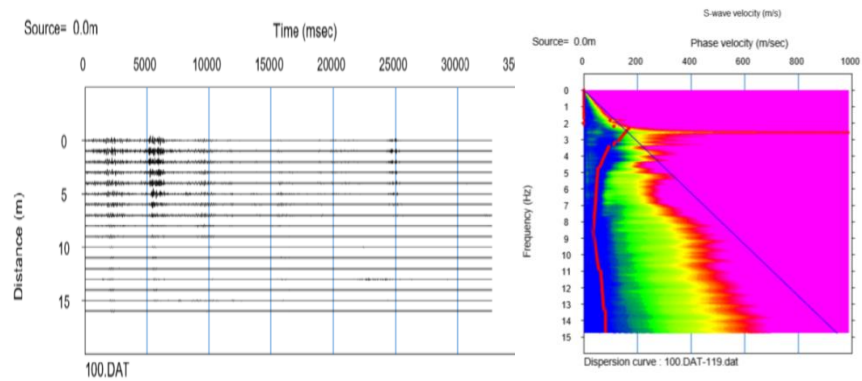 Source= 0.0m
Time (msec)
0 5000 10000 15000 20000 25000 30000 35
Distance (m)
0
5
10
15
100.DAT
S-wave velocity (m/s)
Source= 0.0m
Phase velocity (m/sec)
0 200 400 600 800 1000
Frequency (Hz)
0
1
2
3
4
5
6
7
8
9
10
11
12
13
14
15
Dispersion curve : 100.DAT-119.dat